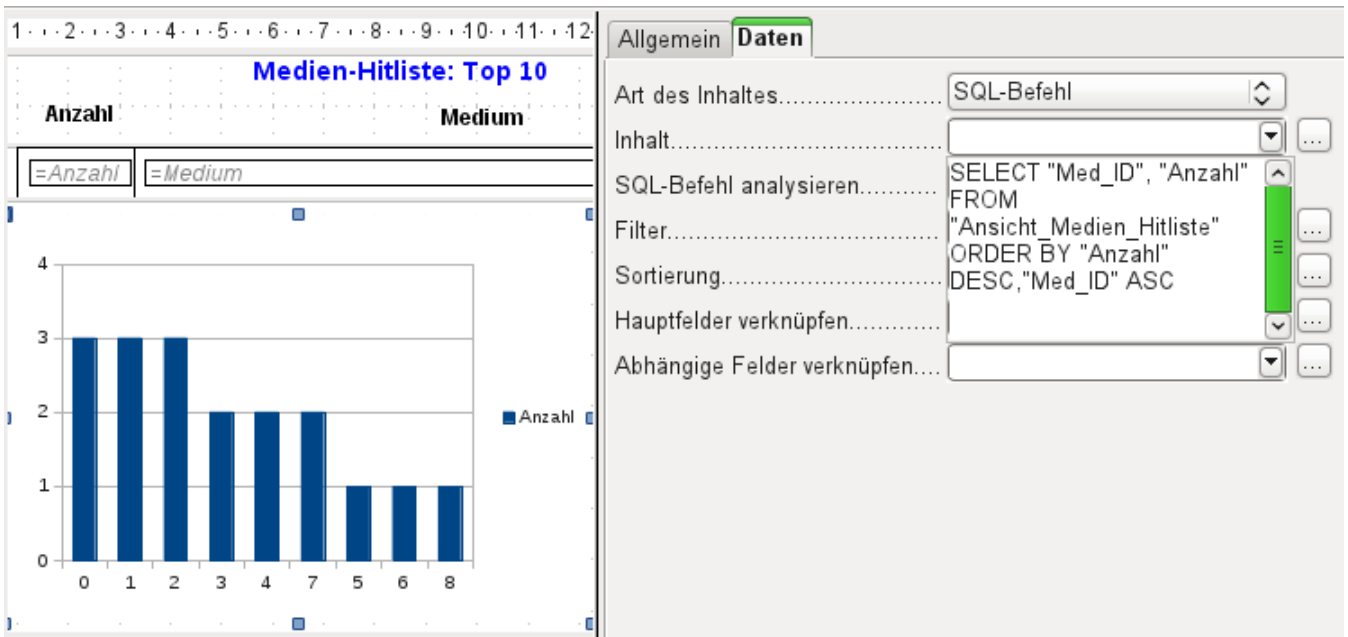 1 · · · 2 · · · 3 · · · 4 · · · 5 · · · 6 · · · 7 · · · 8 · · · 9 · · · 10 · · · 11 · · · 12
Medien-Hitliste: Top 10
Anzahl Medium
=Anzahl =Medium
4
3
2
1
0
0 1 2 3 4 7 5 6 8
Anzahl
Allgemein Daten
Art des Inhaltes....................... SQL-Befehl
Inhalt....................................... ...
SQL-Befehl analysieren...........
Filter....................................... ...
Sortierung.............................. ...
Hauptfelder verknüpfen............. ...
Abhängige Felder verknüpfen.... ...
SELECT "Med_ID", "Anzahl"
FROM
"Ansicht_Medien_Hitliste"
ORDER BY "Anzahl"
DESC,"Med_ID" ASC